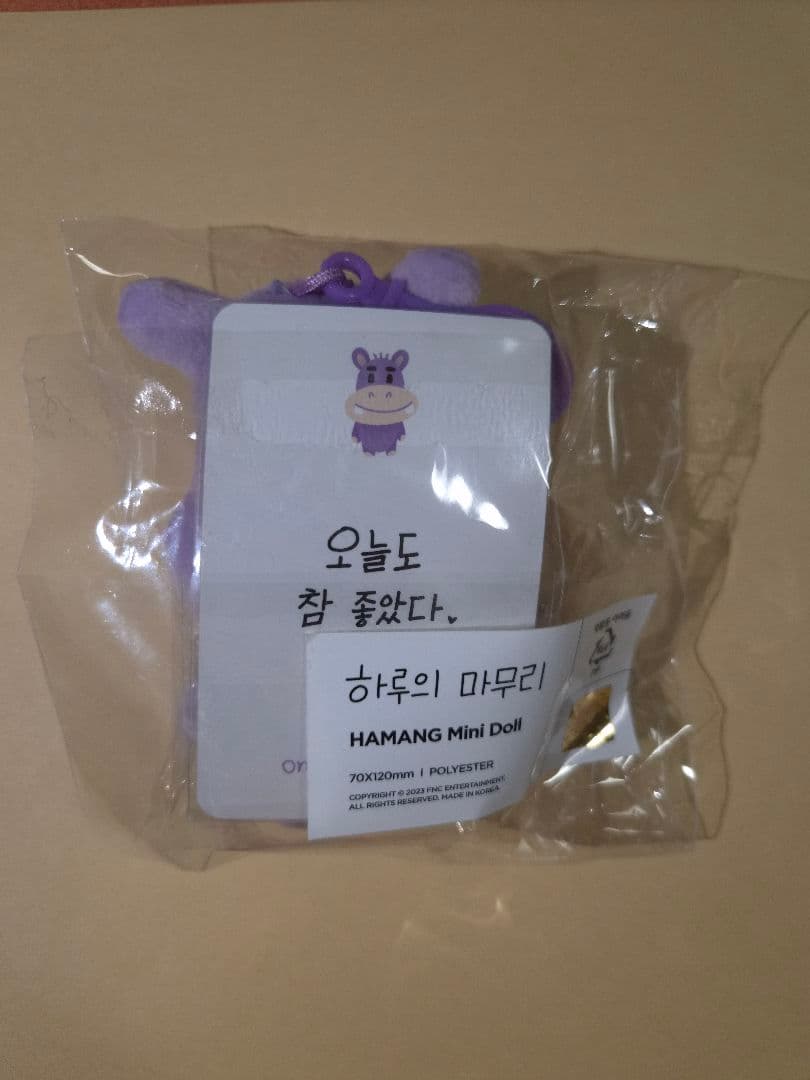 오늘도
참 좋았다.
하루의 마무리
HAMANG Mini Doll
70X120mm | POLYESTER
COPYRIGHT © 2023 FNC ENTERTAINMENT.
ALL RIGHTS RESERVED. MADE IN KOREA